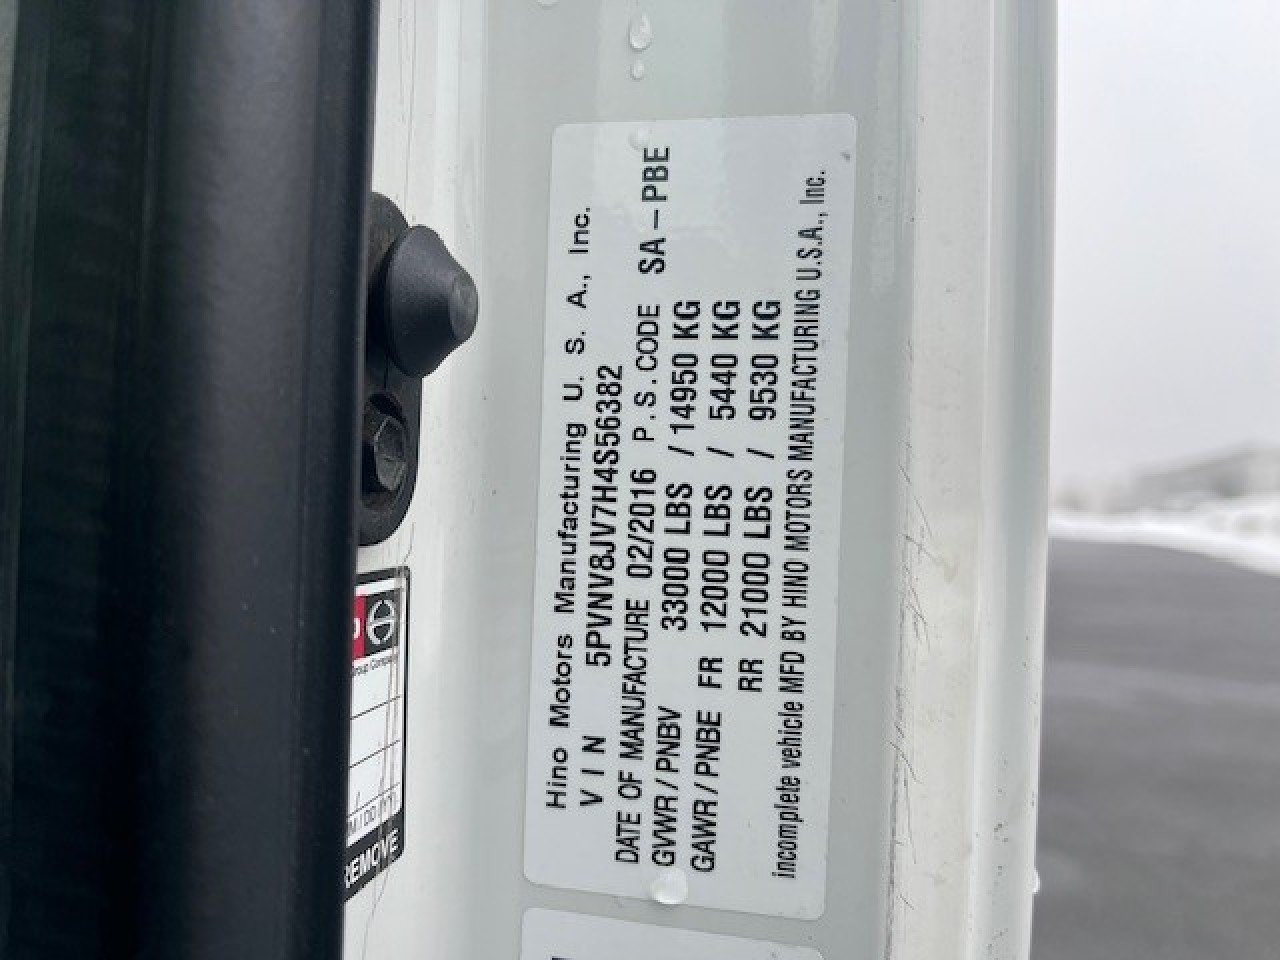 Hino Motors Manufacturing U. S. A., Inc.
VIN 5PVNV8JV7H4S56382
DATE OF MANUFACTURE 02/2016 P.S.CODE SA-PBE
GVWR/PNBV 33000 LBS /14950 KG
GAWR/PNBE FR 12000 LBS / 5440 KG
RR 21000 LBS / 9530 KG
incomplete vehicle MFD BY HINO MOTORS MANUFACTURING U.S.A., Inc.